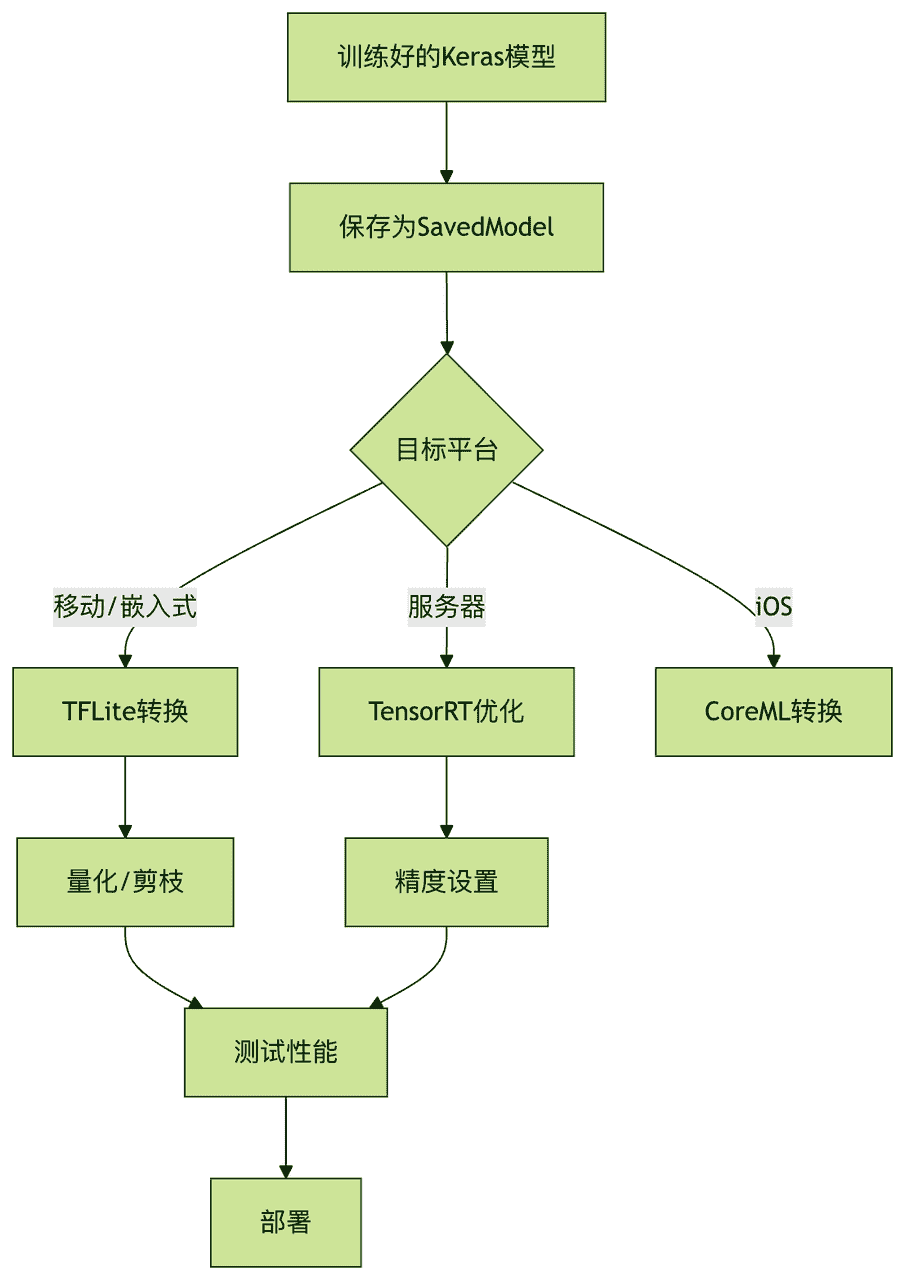 训练好的Keras模型
保存为SavedModel
目标平台
移动/嵌入式
服务器
iOS
TFLite转换
TensorRT优化
CoreML转换
量化/剪枝
精度设置
测试性能
部署